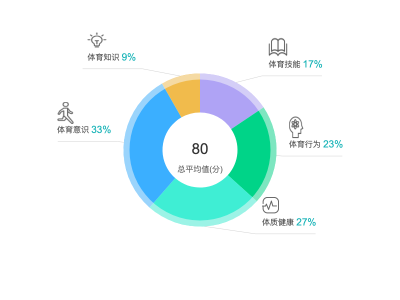 体育知识 9%
体育技能 17%
体育意识 33%
体育行为 23%
80
总平均值(分)
体质健康 27%